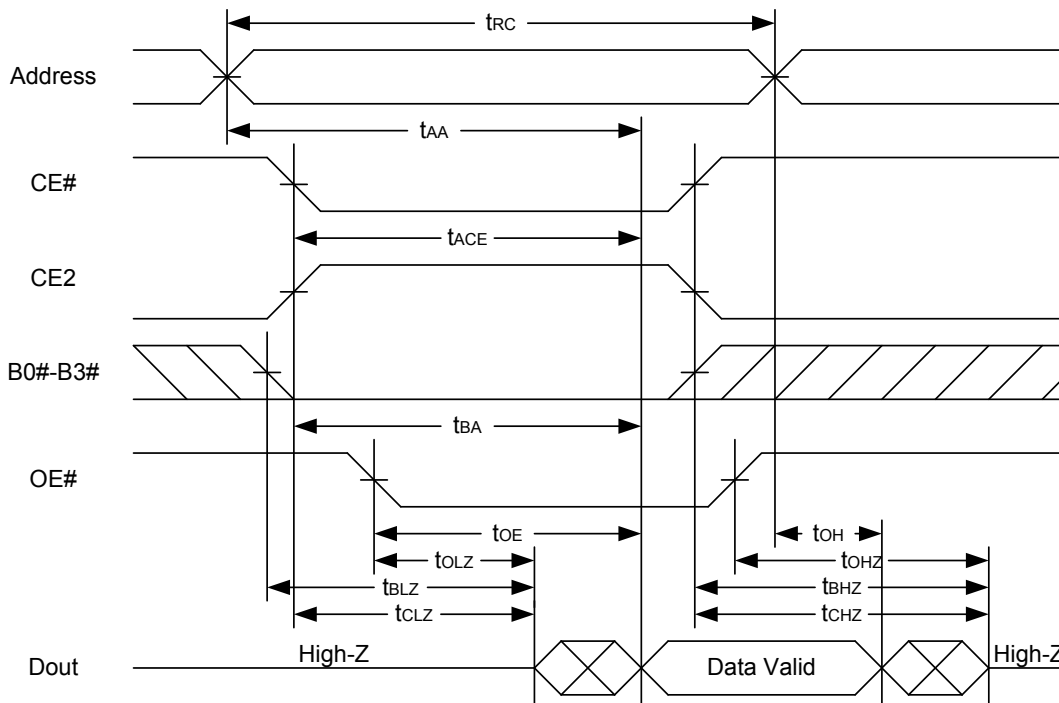 tRC
Address
tAA
CE#
tACE
CE2
B0#-B3#
tBA
OE#
tOE
tOH
tOLZ
tOHZ
tBLZ
tBHZ
tCLZ
tCHZ
High-Z
Dout
Data Valid
High-Z